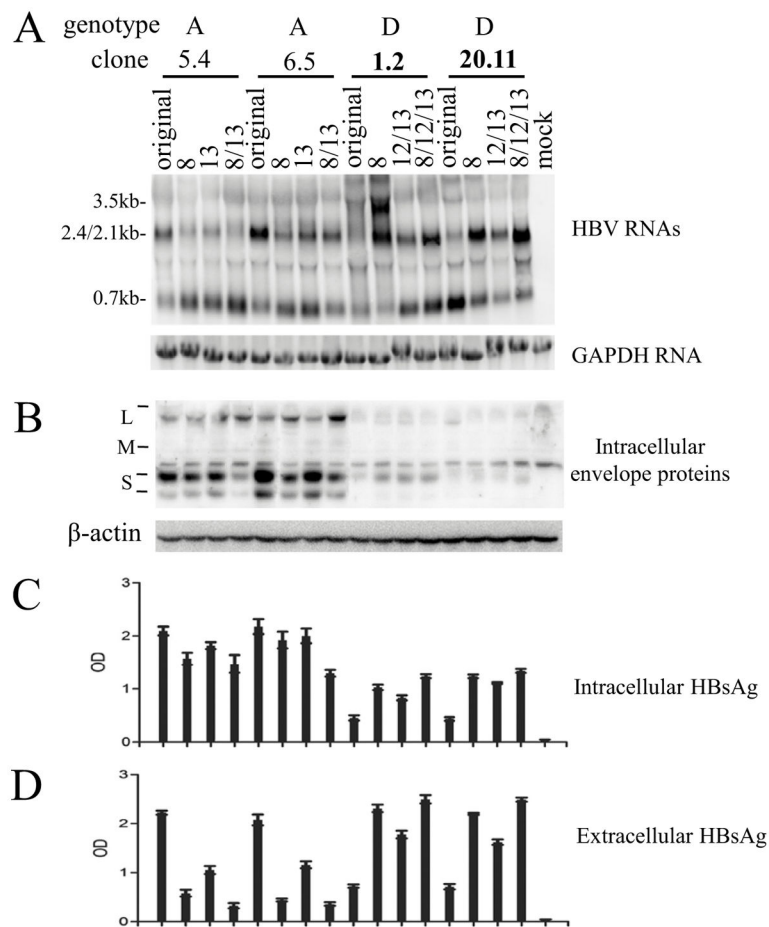 A
genotype A A D D
clone 5.4 6.5 1.2 20.11
original 8 13 8/13 original 8 13 8/13 original 8 12/13 8/12/13 original 8 12/13 8/12/13 mock
3.5kb-
2.4/2.1kb-
HBV RNAs
0.7kb-
GAPDH RNA
B
L
M
S
Intracellular
envelope proteins
β-actin
C
3
2
1
0
OD
Intracellular HBsAg
D
3
2
1
0
OD
Extracellular HBsAg